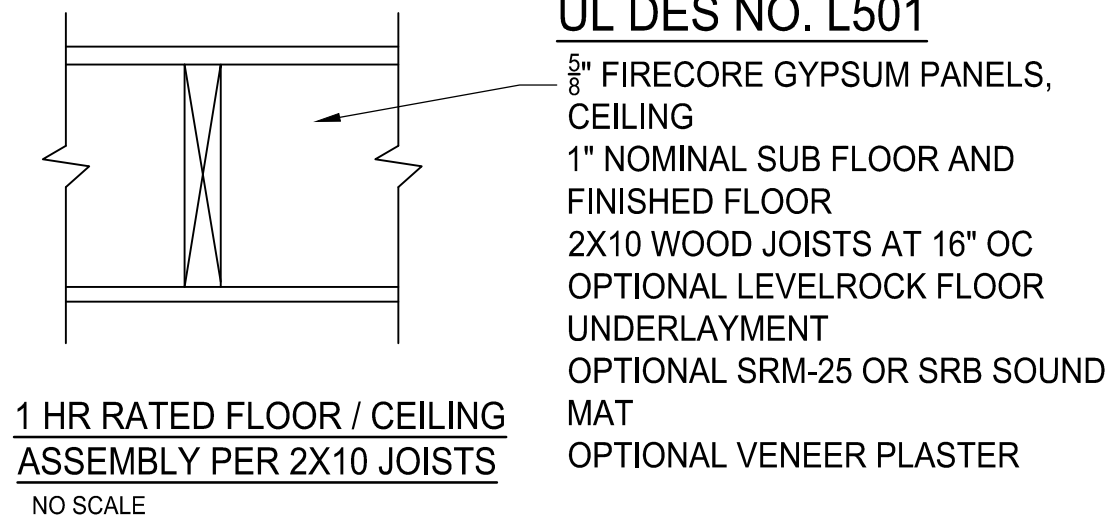 UL DES NO. L501
5/8" FIRECORE GYPSUM PANELS,
CEILING
1" NOMINAL SUB FLOOR AND
FINISHED FLOOR
2X10 WOOD JOISTS AT 16" OC
OPTIONAL LEVELROCK FLOOR
UNDERLAYMENT
OPTIONAL SRM-25 OR SRB SOUND
MAT
OPTIONAL VENEER PLASTER
1 HR RATED FLOOR / CEILING
ASSEMBLY PER 2X10 JOISTS
NO SCALE